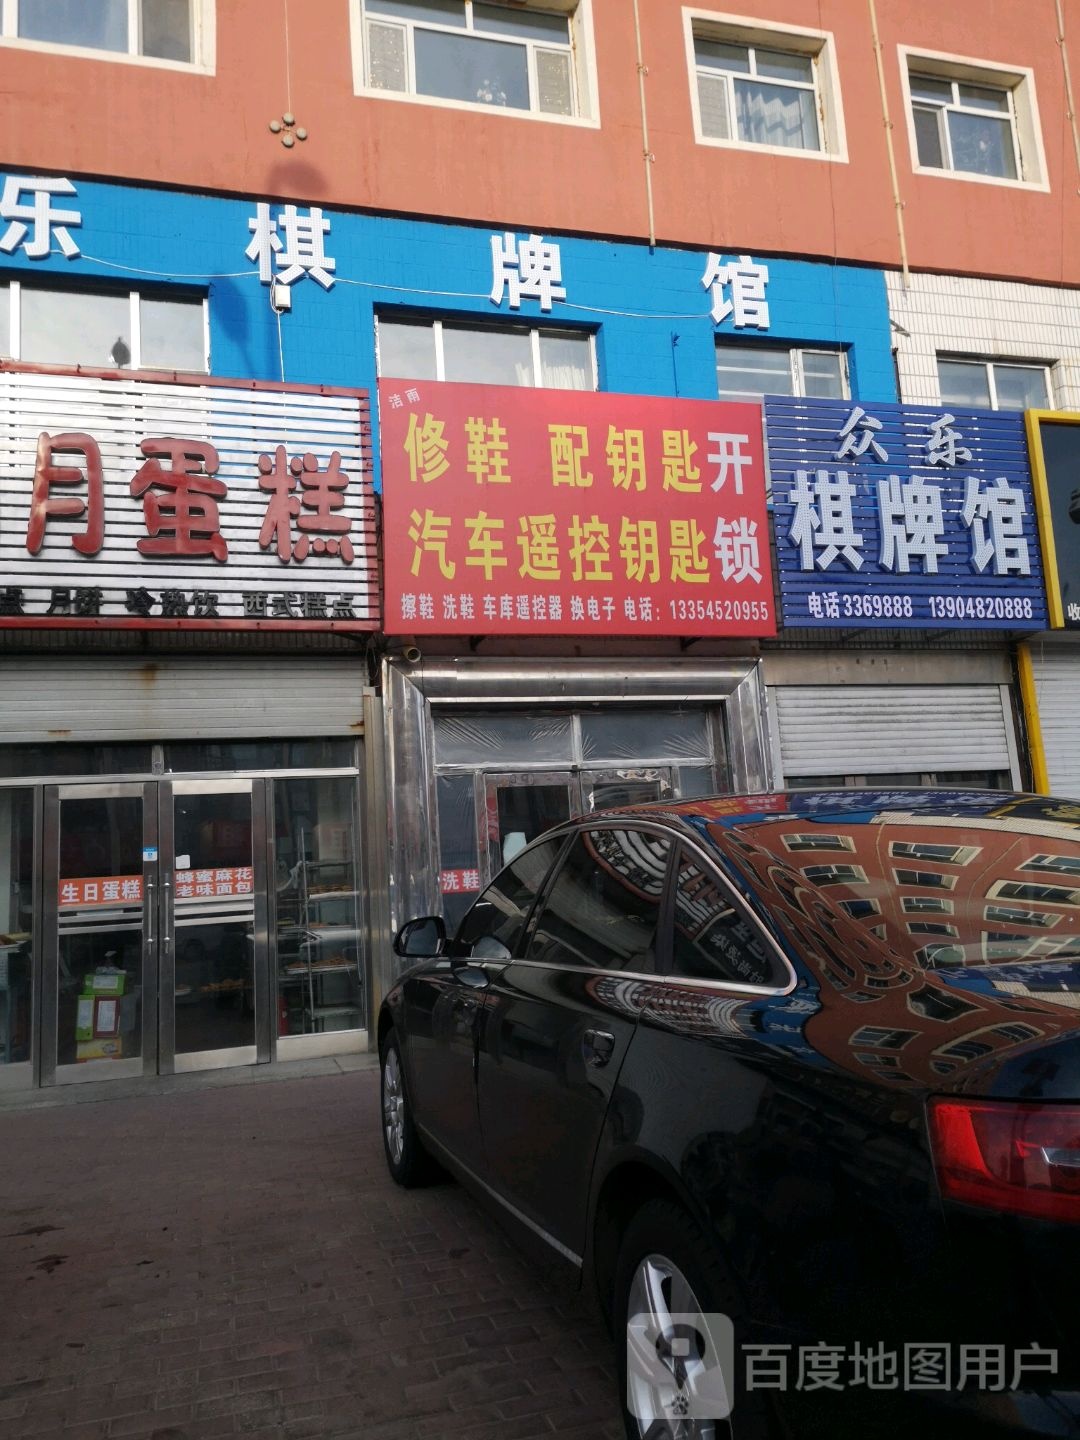 乐棋牌馆
月蛋糕
点 月饼 冷热饮 西式糕点
洁雨
修鞋 配钥匙开
汽车遥控钥匙锁
擦鞋 洗鞋 车库遥控器 换电子 电话：13354520955
众乐
棋牌馆
电话3369888 13904820888
收
生日蛋糕
蜂蜜麻花
老味面包
洗鞋
百度地图用户